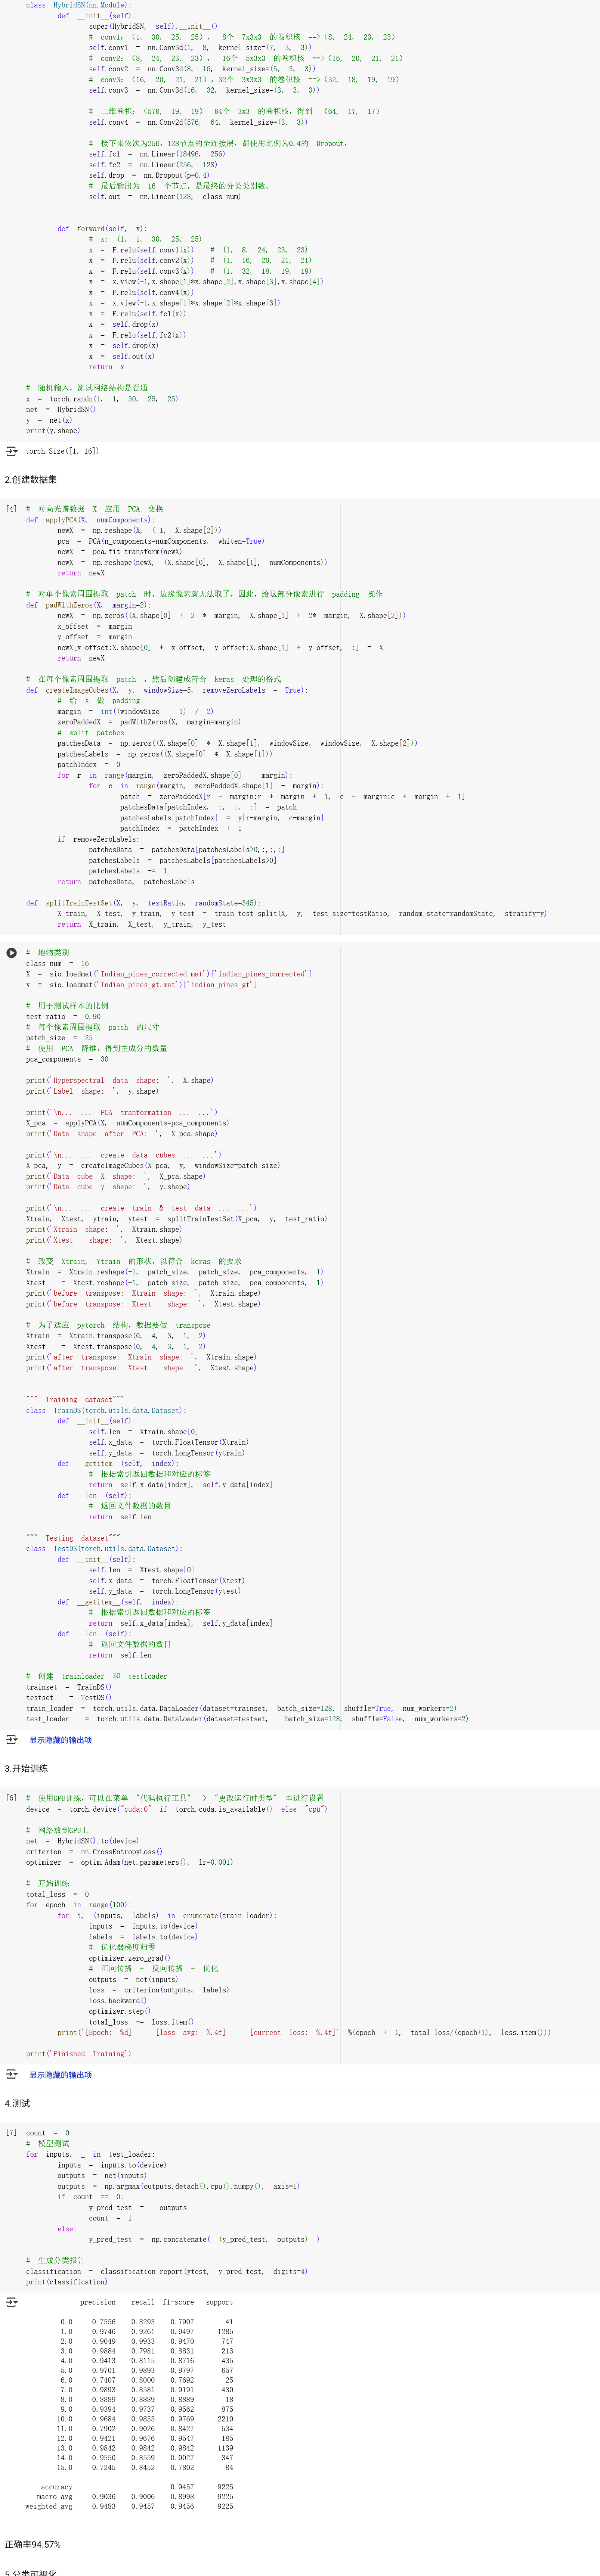 class HybridSN(nn.Module):
def __init__(self):
super(HybridSN, self).__init__()
# conv1: (1, 30, 25, 25), 8个 7x3x3 的卷积核 ==>(8, 24, 23, 23)
self.conv1 = nn.Conv3d(1, 8, kernel_size=(7, 3, 3))
# conv2: (8, 24, 23, 23), 16个 5x3x3 的卷积核 ==>(16, 20, 21, 21)
self.conv2 = nn.Conv3d(8, 16, kernel_size=(5, 3, 3))
# conv3: (16, 20, 21, 21),32个 3x3x3 的卷积核 ==>(32, 18, 19, 19)
self.conv3 = nn.Conv3d(16, 32, kernel_size=(3, 3, 3))
# 二维卷积:(576, 19, 19) 64个 3x3 的卷积核,得到 (64, 17, 17)
self.conv4 = nn.Conv2d(576, 64, kernel_size=(3, 3))
# 接下来依次为256,128节点的全连接层,都使用比例为0.4的 Dropout,
self.fc1 = nn.Linear(18496, 256)
self.fc2 = nn.Linear(256, 128)
self.drop = nn.Dropout(p=0.4)
# 最后输出为 16 个节点,是最终的分类类别数。
self.out = nn.Linear(128, class_num)
def forward(self, x):
# x: (1, 1, 30, 25, 25)
x = F.relu(self.conv1(x)) # (1, 8, 24, 23, 23)
x = F.relu(self.conv2(x)) # (1, 16, 20, 21, 21)
x = F.relu(self.conv3(x)) # (1, 32, 18, 19, 19)
x = x.view(-1,x.shape[1]*x.shape[2],x.shape[3],x.shape[4])
x = F.relu(self.conv4(x))
x = x.view(-1,x.shape[1]*x.shape[2]*x.shape[3])
x = F.relu(self.fc1(x))
x = self.drop(x)
x = F.relu(self.fc2(x))
x = self.drop(x)
x = self.out(x)
return x
# 随机输入,测试网络结构是否通
x = torch.randn(1, 1, 30, 25, 25)
net = HybridSN()
y = net(x)
print(y.shape)
torch.Size([1, 16])
2.创建数据集
[4] # 对高光谱数据 X 应用 PCA 变换
def applyPCA(X, numComponents):
newX = np.reshape(X, (-1, X.shape[2]))
pca = PCA(n_components=numComponents, whiten=True)
newX = pca.fit_transform(newX)
newX = np.reshape(newX, (X.shape[0], X.shape[1], numComponents))
return newX
# 对单个像素周围提取 patch 时,边缘像素就无法取了,因此,给这部分像素进行 padding 操作
def padWithZeros(X, margin=2):
newX = np.zeros((X.shape[0] + 2 * margin, X.shape[1] + 2* margin, X.shape[2]))
x_offset = margin
y_offset = margin
newX[x_offset:X.shape[0] + x_offset, y_offset:X.shape[1] + y_offset, :] = X
return newX
# 在每个像素周围提取 patch ,然后创建成符合 keras 处理的格式
def createImageCubes(X, y, windowSize=5, removeZeroLabels = True):
# 给 X 做 padding
margin = int((windowSize - 1) / 2)
zeroPaddedX = padWithZeros(X, margin=margin)
# split patches
patchesData = np.zeros((X.shape[0] * X.shape[1], windowSize, windowSize, X.shape[2]))
patchesLabels = np.zeros((X.shape[0] * X.shape[1]))
patchIndex = 0
for r in range(margin, zeroPaddedX.shape[0] - margin):
for c in range(margin, zeroPaddedX.shape[1] - margin):
patch = zeroPaddedX[r - margin:r + margin + 1, c - margin:c + margin + 1]
patchesData[patchIndex, :, :, :] = patch
patchesLabels[patchIndex] = y[r-margin, c-margin]
patchIndex = patchIndex + 1
if removeZeroLabels:
patchesData = patchesData[patchesLabels>0,:,:,:]
patchesLabels = patchesLabels[patchesLabels>0]
patchesLabels -= 1
return patchesData, patchesLabels
def splitTrainTestSet(X, y, testRatio, randomState=345):
X_train, X_test, y_train, y_test = train_test_split(X, y, test_size=testRatio, random_state=randomState, stratify=y)
return X_train, X_test, y_train, y_test
# 地物类别
class_num = 16
X = sio.loadmat('Indian_pines_corrected.mat')['indian_pines_corrected']
y = sio.loadmat('Indian_pines_gt.mat')['indian_pines_gt']
# 用于测试样本的比例
test_ratio = 0.90
# 每个像素周围提取 patch 的尺寸
patch_size = 25
# 使用 PCA 降维,得到主成分的数量
pca_components = 30
print('Hyperspectral data shape: ', X.shape)
print('Label shape: ', y.shape)
print('\n... ... PCA tranformation ... ...')
X_pca = applyPCA(X, numComponents=pca_components)
print('Data shape after PCA: ', X_pca.shape)
print('\n... ... create data cubes ... ...')
X_pca, y = createImageCubes(X_pca, y, windowSize=patch_size)
print('Data cube X shape: ', X_pca.shape)
print('Data cube y shape: ', y.shape)
print('\n... ... create train & test data ... ...')
Xtrain, Xtest, ytrain, ytest = splitTrainTestSet(X_pca, y, test_ratio)
print('Xtrain shape: ', Xtrain.shape)
print('Xtest shape: ', Xtest.shape)
# 改变 Xtrain, Ytrain 的形状,以符合 keras 的要求
Xtrain = Xtrain.reshape(-1, patch_size, patch_size, pca_components, 1)
Xtest = Xtest.reshape(-1, patch_size, patch_size, pca_components, 1)
print('before transpose: Xtrain shape: ', Xtrain.shape)
print('before transpose: Xtest shape: ', Xtest.shape)
# 为了适应 pytorch 结构,数据要做 transpose
Xtrain = Xtrain.transpose(0, 4, 3, 1, 2)
Xtest = Xtest.transpose(0, 4, 3, 1, 2)
print('after transpose: Xtrain shape: ', Xtrain.shape)
print('after transpose: Xtest shape: ', Xtest.shape)
""" Training dataset"""
class TrainDS(torch.utils.data.Dataset):
def __init__(self):
self.len = Xtrain.shape[0]
self.x_data = torch.FloatTensor(Xtrain)
self.y_data = torch.LongTensor(ytrain)
def __getitem__(self, index):
# 根据索引返回数据和对应的标签
return self.x_data[index], self.y_data[index]
def __len__(self):
# 返回文件数据的数目
return self.len
""" Testing dataset"""
class TestDS(torch.utils.data.Dataset):
def __init__(self):
self.len = Xtest.shape[0]
self.x_data = torch.FloatTensor(Xtest)
self.y_data = torch.LongTensor(ytest)
def __getitem__(self, index):
# 根据索引返回数据和对应的标签
return self.x_data[index], self.y_data[index]
def __len__(self):
# 返回文件数据的数目
return self.len
# 创建 trainloader 和 testloader
trainset = TrainDS()
testset = TestDS()
train_loader = torch.utils.data.DataLoader(dataset=trainset, batch_size=128, shuffle=True, num_workers=2)
test_loader = torch.utils.data.DataLoader(dataset=testset, batch_size=128, shuffle=False, num_workers=2)
显示隐藏的输出项
3.开始训练
[6] # 使用GPU训练,可以在菜单 "代码执行工具" -> "更改运行时类型" 里进行设置
device = torch.device("cuda:0" if torch.cuda.is_available() else "cpu")
# 网络放到GPU上
net = HybridSN().to(device)
criterion = nn.CrossEntropyLoss()
optimizer = optim.Adam(net.parameters(), lr=0.001)
# 开始训练
total_loss = 0
for epoch in range(100):
for i, (inputs, labels) in enumerate(train_loader):
inputs = inputs.to(device)
labels = labels.to(device)
# 优化器梯度归零
optimizer.zero_grad()
# 正向传播 + 反向传播 + 优化
outputs = net(inputs)
loss = criterion(outputs, labels)
loss.backward()
optimizer.step()
total_loss += loss.item()
print('[Epoch: %d] [loss avg: %.4f] [current loss: %.4f]' %(epoch + 1, total_loss/(epoch+1), loss.item()))
print('Finished Training')
显示隐藏的输出项
4.测试
[7] count = 0
# 模型测试
for inputs, _ in test_loader:
inputs = inputs.to(device)
outputs = net(inputs)
outputs = np.argmax(outputs.detach().cpu().numpy(), axis=1)
if count == 0:
y_pred_test = outputs
count = 1
else:
y_pred_test = np.concatenate( (y_pred_test, outputs) )
# 生成分类报告
classification = classification_report(ytest, y_pred_test, digits=4)
print(classification)
precision recall f1-score support
0.0 0.7556 0.8293 0.7907 41
1.0 0.9746 0.9261 0.9497 1285
2.0 0.9049 0.9933 0.9470 747
3.0 0.9884 0.7981 0.8831 213
4.0 0.9413 0.8115 0.8716 435
5.0 0.9701 0.9893 0.9797 657
6.0 0.7407 0.8000 0.7692 25
7.0 0.9893 0.8581 0.9191 430
8.0 0.8889 0.8889 0.8889 18
9.0 0.9394 0.9737 0.9562 875
10.0 0.9684 0.9855 0.9769 2210
11.0 0.7902 0.9026 0.8427 534
12.0 0.9421 0.9676 0.9547 185
13.0 0.9842 0.9842 0.9842 1139
14.0 0.9550 0.8559 0.9027 347
15.0 0.7245 0.8452 0.7802 84
accuracy 0.9457 9225
macro avg 0.9036 0.9006 0.8998 9225
weighted avg 0.9483 0.9457 0.9456 9225
正确率94.57%
5.分类可视化